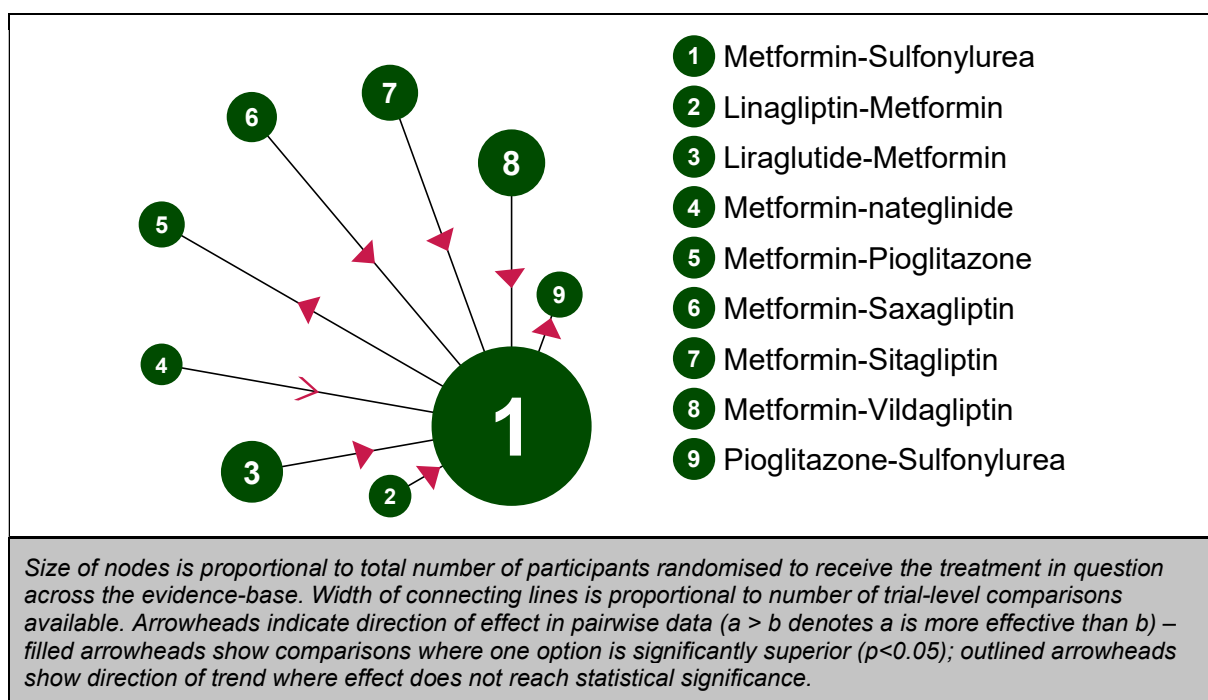 6
7
8
5
9
4
1
3
2
1 Metformin-Sulfonylurea
2 Linagliptin-Metformin
3 Liraglutide-Metformin
4 Metformin-nateglinide
5 Metformin-Pioglitazone
6 Metformin-Saxagliptin
7 Metformin-Sitagliptin
8 Metformin-Vildagliptin
9 Pioglitazone-Sulfonylurea
Size of nodes is proportional to total number of participants randomised to receive the treatment in question
across the evidence-base. Width of connecting lines is proportional to number of trial-level comparisons
available. Arrowheads indicate direction of effect in pairwise data (a > b denotes a is more effective than b) –
filled arrowheads show comparisons where one option is significantly superior (p<0.05); outlined arrowheads
show direction of trend where effect does not reach statistical significance.